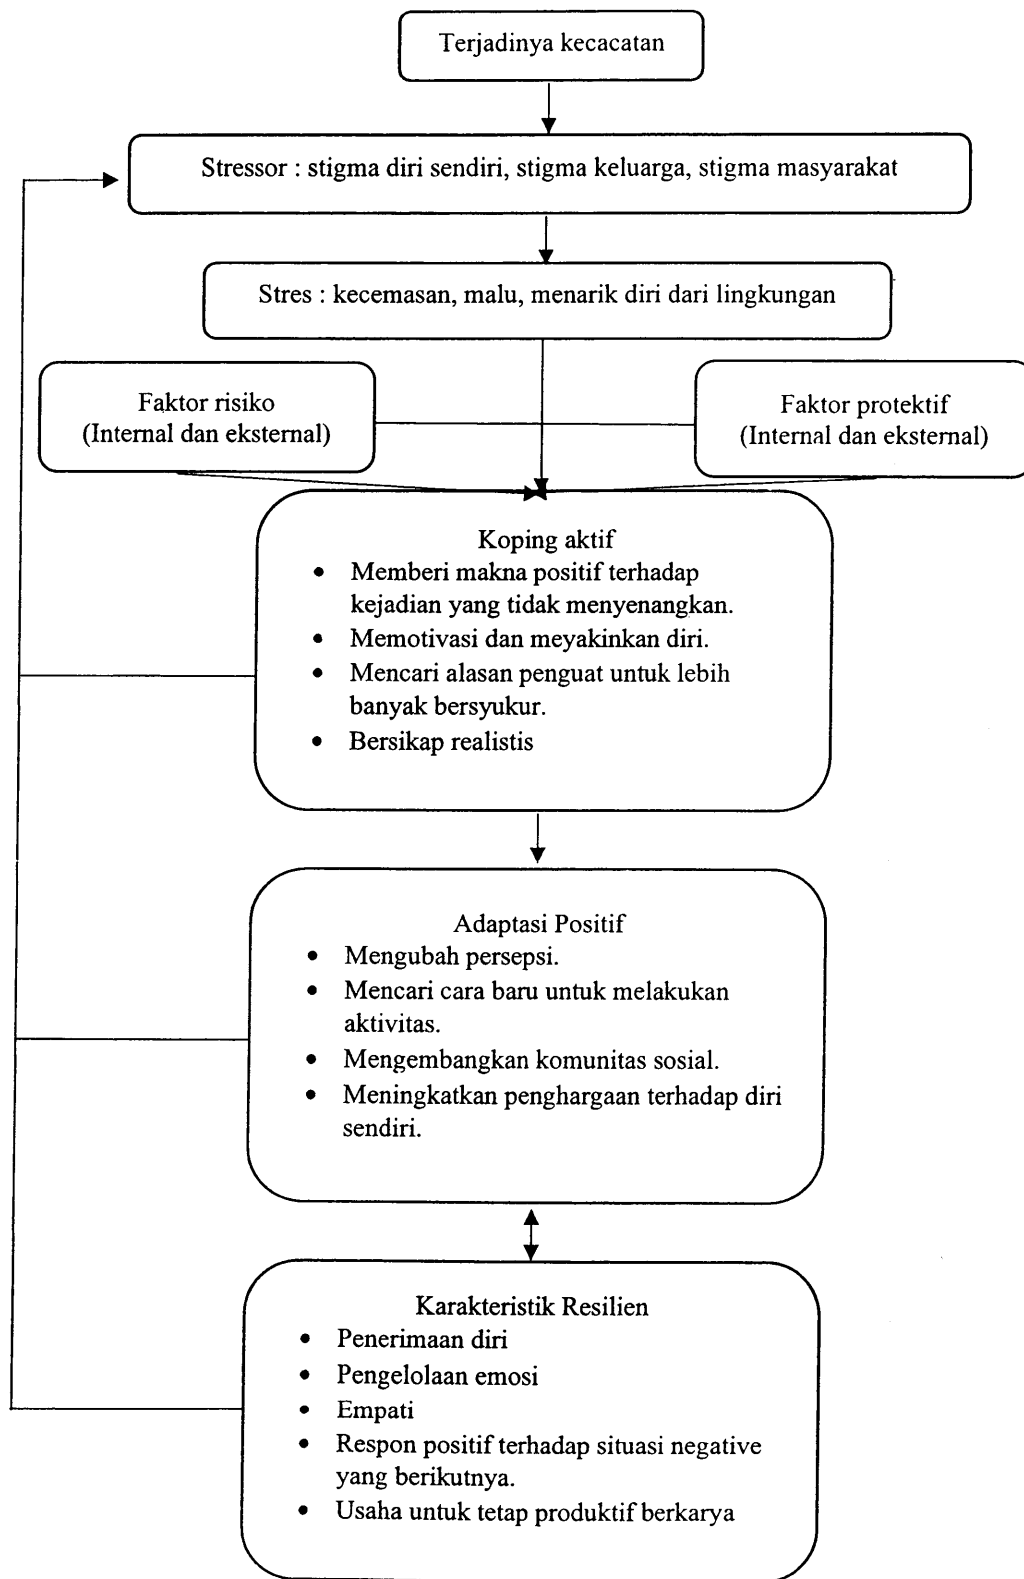 Terjadinya kecacatan
Stressor : stigma diri sendiri, stigma keluarga, stigma masyarakat
Stres : kecemasan, malu, menarik diri dari lingkungan
Faktor risiko
(Internal dan eksternal)
Faktor protektif
(Internal dan eksternal)
Koping aktif
• Memberi makna positif terhadap
kejadian yang tidak menyenangkan.
• Memotivasi dan meyakinkan diri.
• Mencari alasan penguat untuk lebih
banyak bersyukur.
• Bersikap realistis
Adaptasi Positif
• Mengubah persepsi.
• Mencari cara baru untuk melakukan
aktivitas.
• Mengembangkan komunitas sosial.
• Meningkatkan penghargaan terhadap diri
sendiri.
Karakteristik Resilien
• Penerimaan diri
• Pengelolaan emosi
• Empati
• Respon positif terhadap situasi negative
yang berikutnya.
• Usaha untuk tetap produktif berkarya